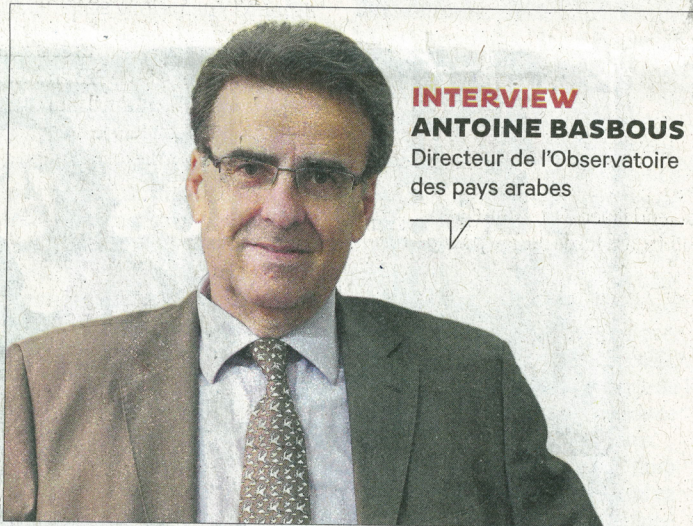 INTERVIEW
ANTOINE BASBOUS
Directeur de l’Observatoire
des pays arabes